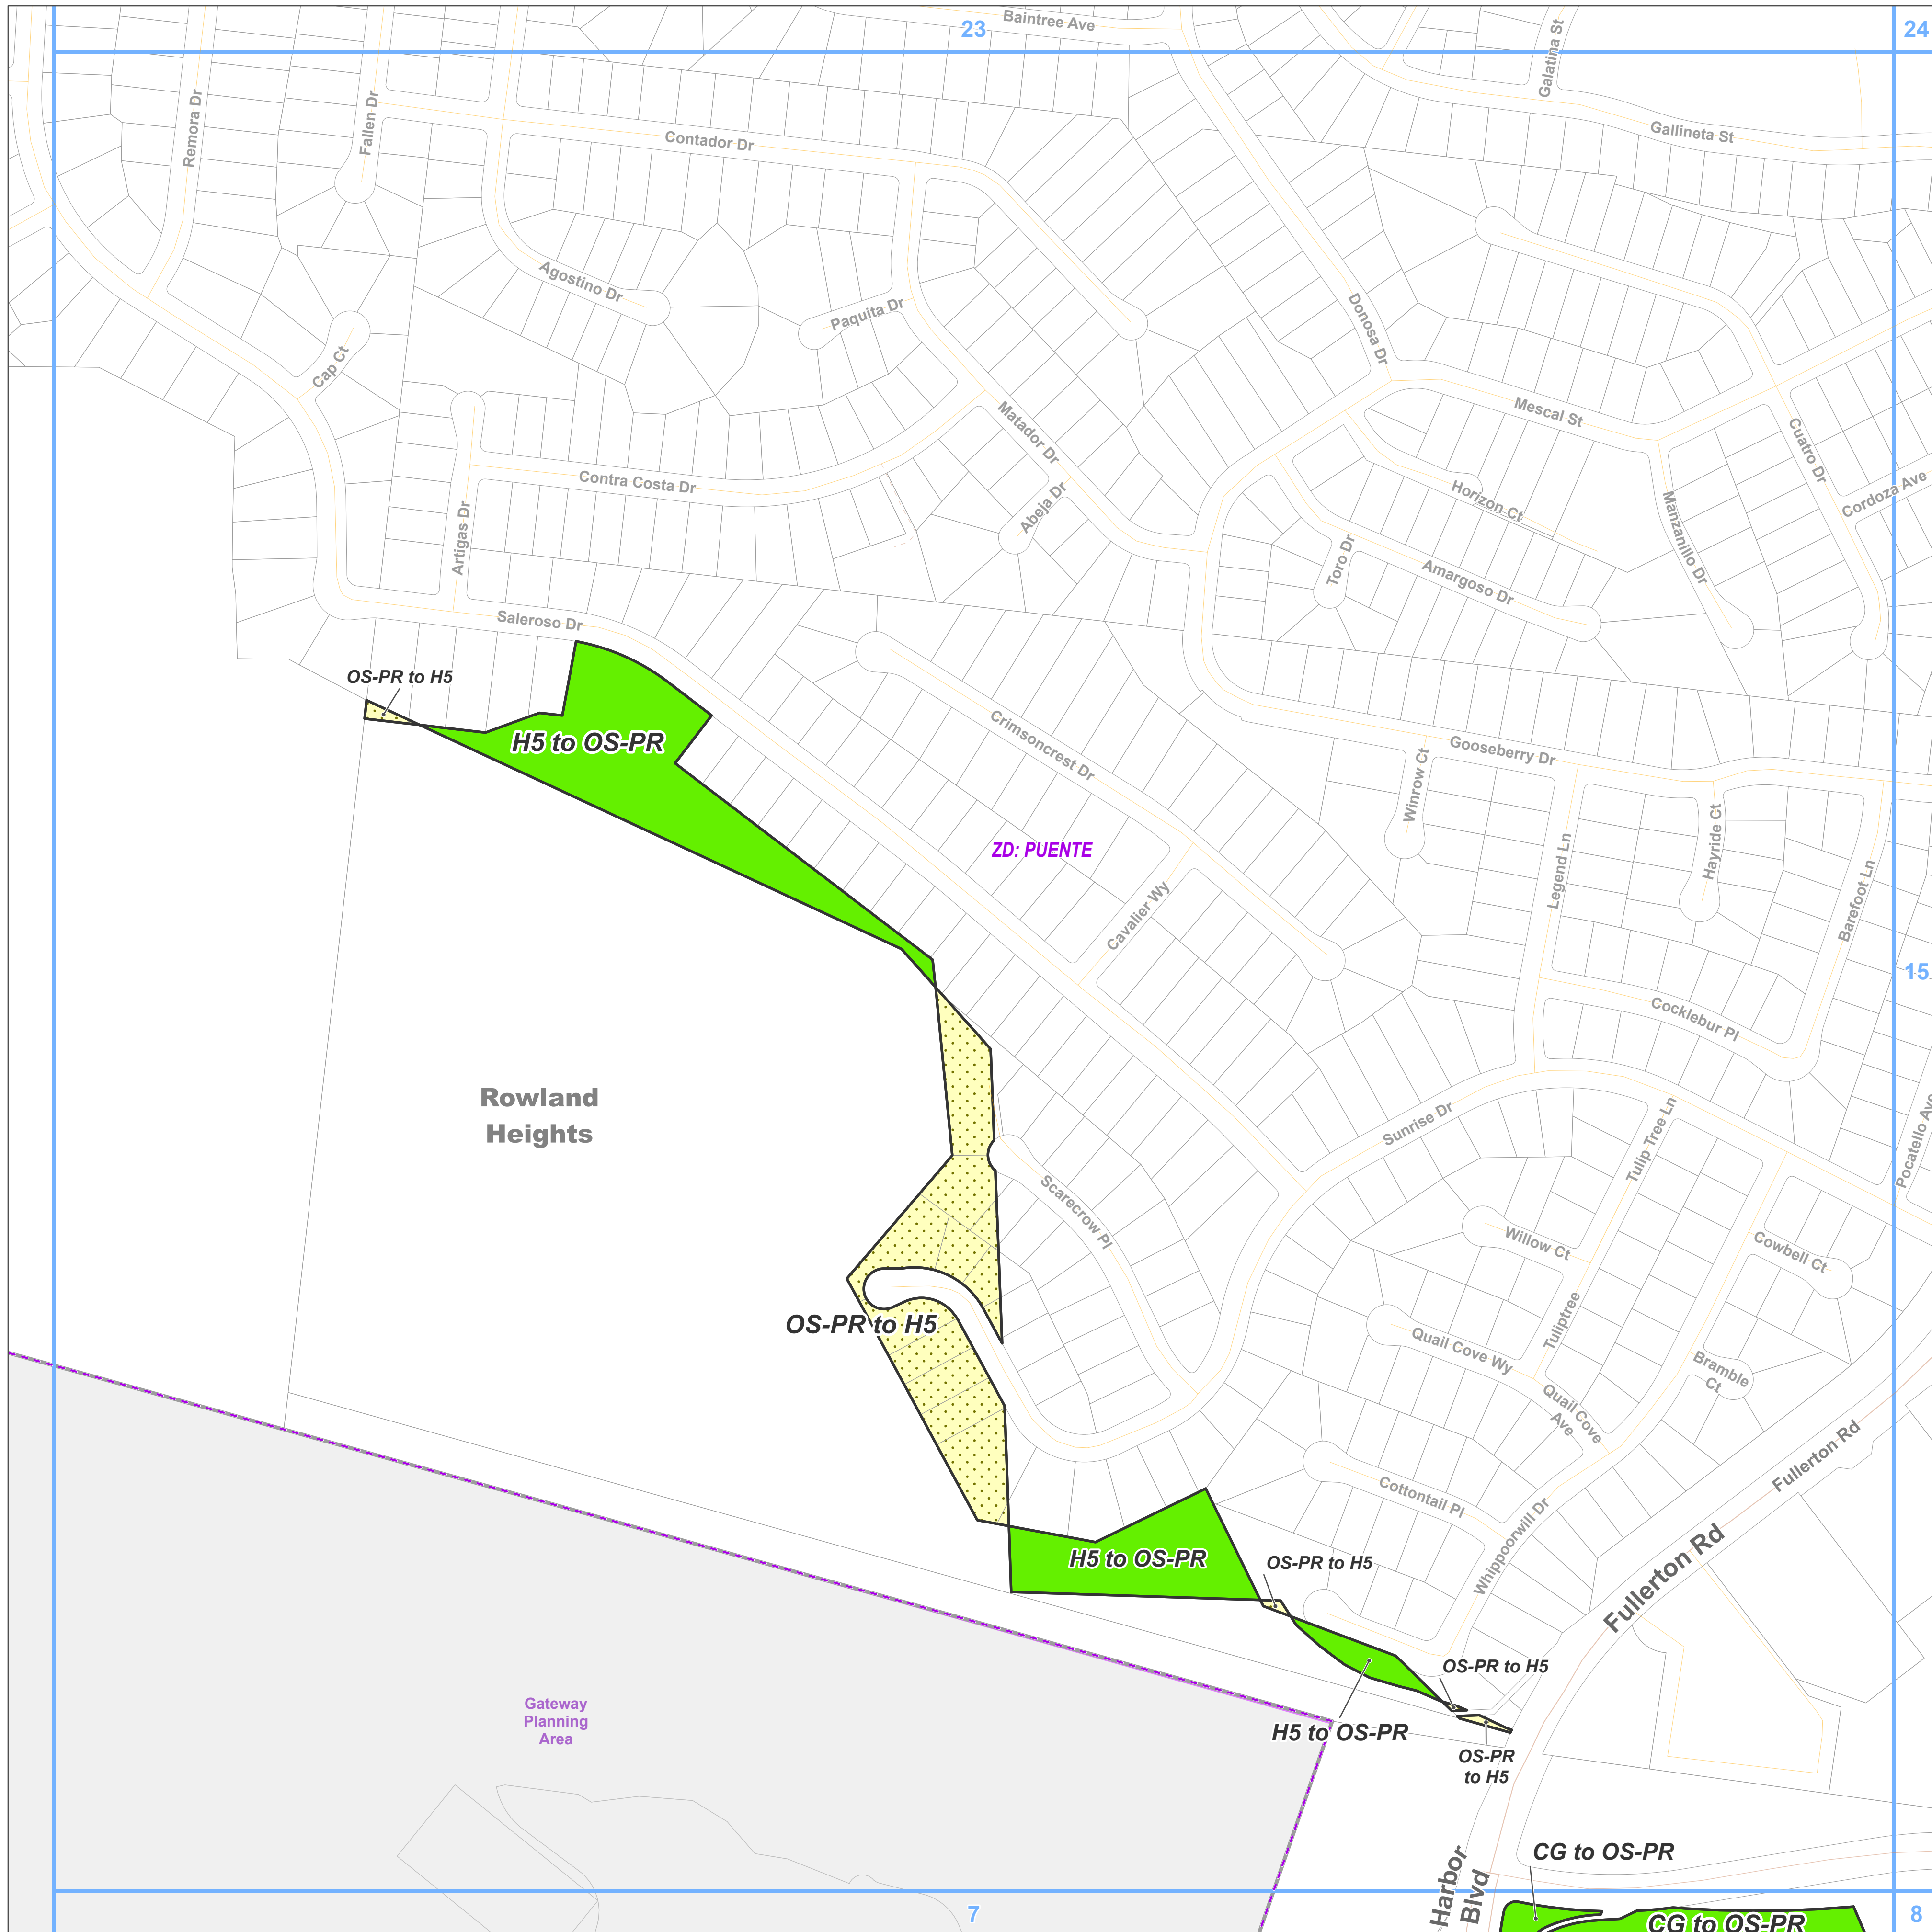 23
24
Baintree Ave
Galatina St
Gallineta St
Remora Dr
Fallen Dr
Contador Dr
Agostino Dr
Paquita Dr
Donosa Dr
Cap Ct
Matador Dr
Mescal St
Cuatro Dr
Cordoza Ave
Contra Costa Dr
Abeja Dr
Horizon Ct
Manzanillo Dr
Artigas Dr
Toro Dr
Amargoso Dr
Saleroso Dr
OS-PR to H5
H5 to OS-PR
Crimsoncrest Dr
Gooseberry Dr
Winrow Ct
Hayride Ct
Legend Ln
Barefoot Ln
ZD: PUENTE
Cavalier Wy
15
Cocklebur Pl
Rowland
Heights
Sunrise Dr
Tulip Tree Ln
Pocatello Ave
Scarecrow Pl
Willow Ct
Cowbell Ct
OS-PR to H5
Tuliptree
Quail Cove Wy
Bramble
Ct
Quail Cove
Ave
Fullerton Rd
Cottontail Pl
Whippoorwill Dr
Fullerton Rd
H5 to OS-PR
OS-PR to H5
OS-PR to H5
Gateway
Planning
Area
H5 to OS-PR
OS-PR
to H5
CG to OS-PR
Harbor
Blvd
7
8
CG to OS-PR